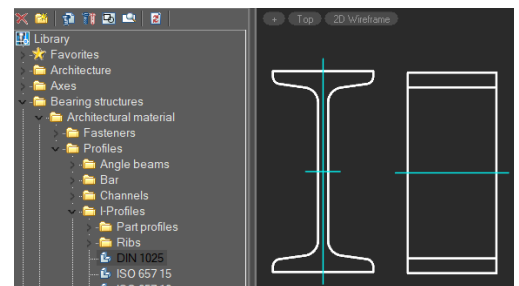 + Top 2D Wireframe
Library
Favorites
Architecture
Axes
Bearing structures
Architectural material
Fasteners
Profiles
Angle beams
Bar
Channels
I-Profiles
Part profiles
Ribs
DIN 1025
ISO 657 15